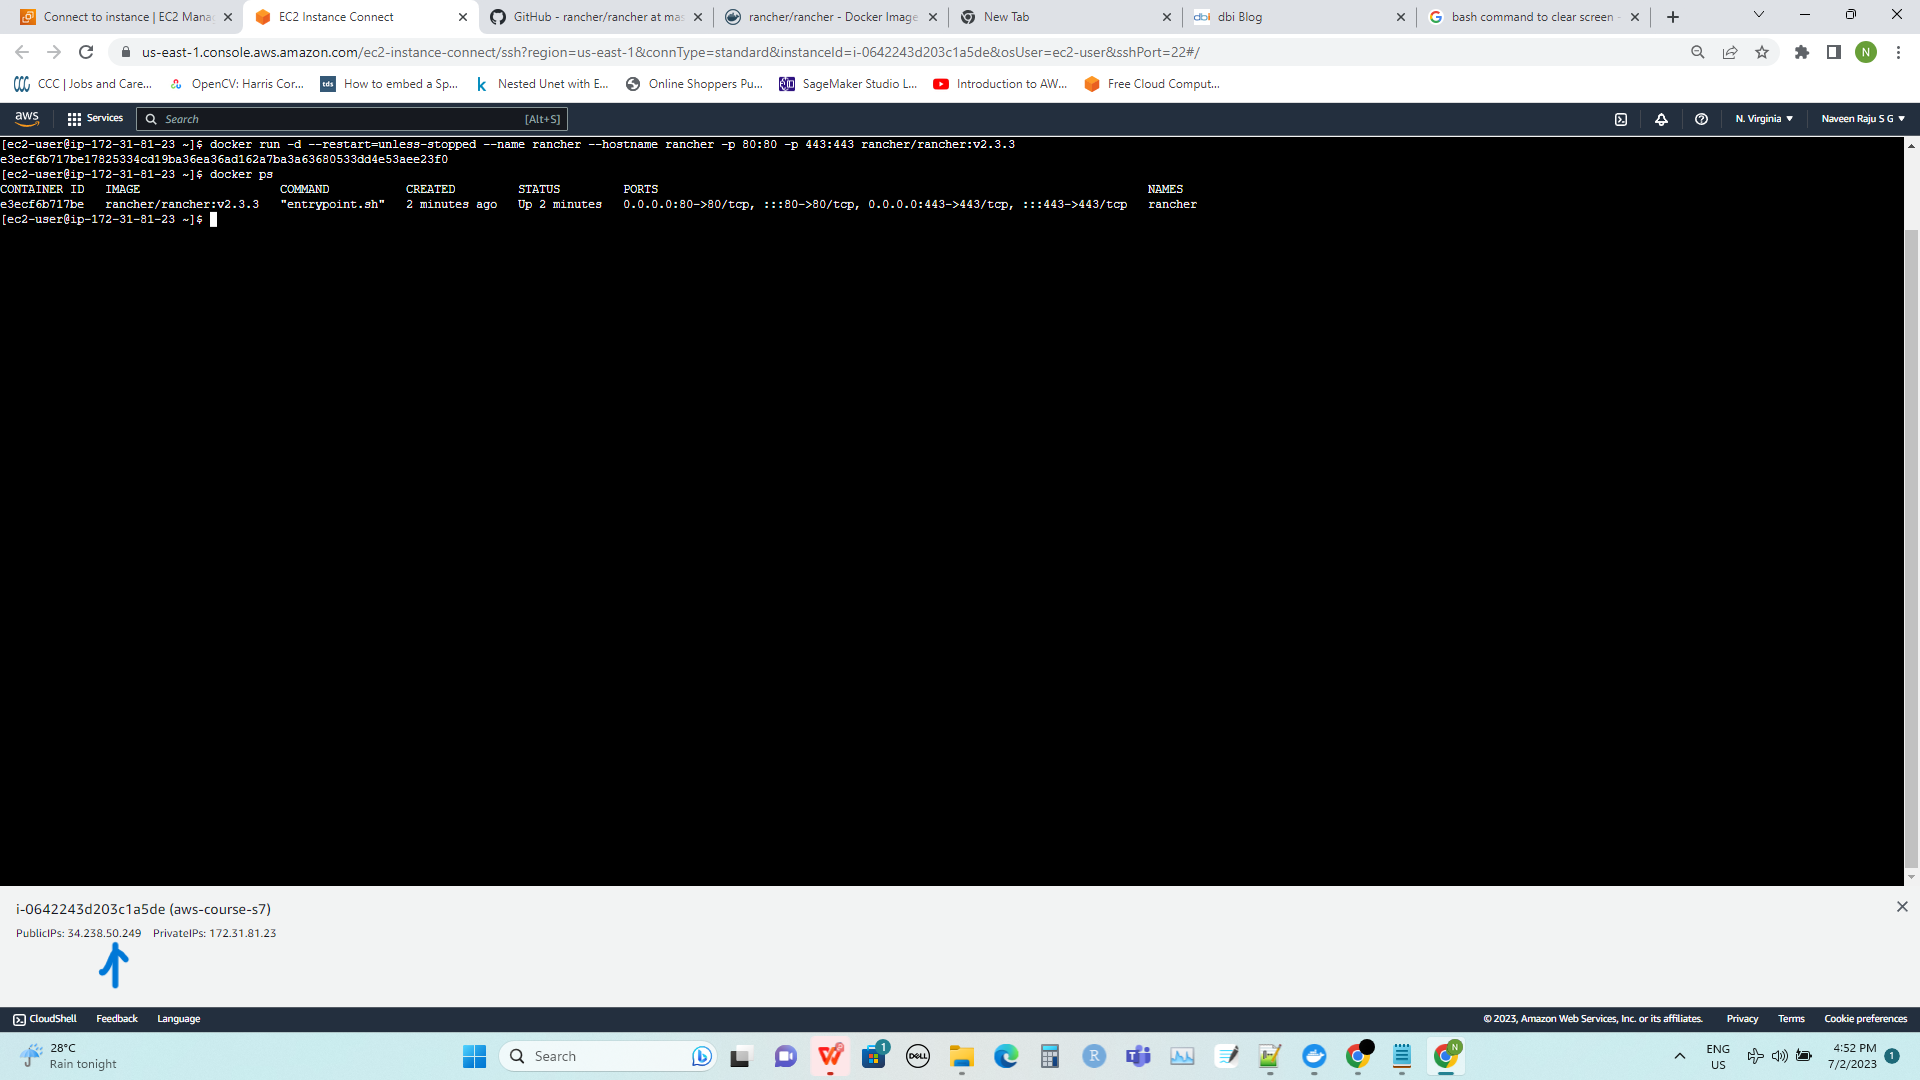 Connect to instance | EC2 Mana
EC2 Instance Connect
GitHub - rancher/rancher at mas
rancher/rancher - Docker Image
New Tab
dbi
dbi Blog
bash command to clear screen -
us-east-1.console.aws.amazon.com/ec2-instance-connect/ssh?region=us-east-1&connType=standard&instanceId=i-0642243d203c1a5de&osUser=ec2-user&sshPort=22#/
N
CCC | Jobs and Care...
OpenCV: Harris Cor...
tds
How to embed a Sp...
k
Nested Unet with E...
Online Shoppers Pu...
SageMaker Studio L...
Introduction to AW...
Free Cloud Comput...
aws
Services
Search
[Alt+S]
N. Virginia
Naveen Raju S G
[ec2-user@ip-172-31-81-23 ~]$ docker run -d --restart=unless-stopped --name rancher --hostname rancher -p 80:80 -p 443:443 rancher/rancher:v2.3.3
e3ecf6b717be17825334cd19ba36ea36ad162a7ba3a63680533dd4e53aee23f0
[ec2-user@ip-172-31-81-23 ~]$ docker ps
CONTAINER ID   IMAGE                    COMMAND           CREATED         STATUS         PORTS                                                                      NAMES
e3ecf6b717be   rancher/rancher:v2.3.3   "entrypoint.sh"   2 minutes ago   Up 2 minutes   0.0.0.0:80->80/tcp, :::80->80/tcp, 0.0.0.0:443->443/tcp, :::443->443/tcp   rancher
[ec2-user@ip-172-31-81-23 ~]$
i-0642243d203c1a5de (aws-course-s7)
PublicIPs: 34.238.50.249    PrivateIPs: 172.31.81.23
CloudShell
Feedback
Language
© 2023, Amazon Web Services, Inc. or its affiliates.
Privacy
Terms
Cookie preferences
28°C
Rain tonight
Search
1
DELL
R
N
ENG
US
4:52 PM
7/2/2023
1